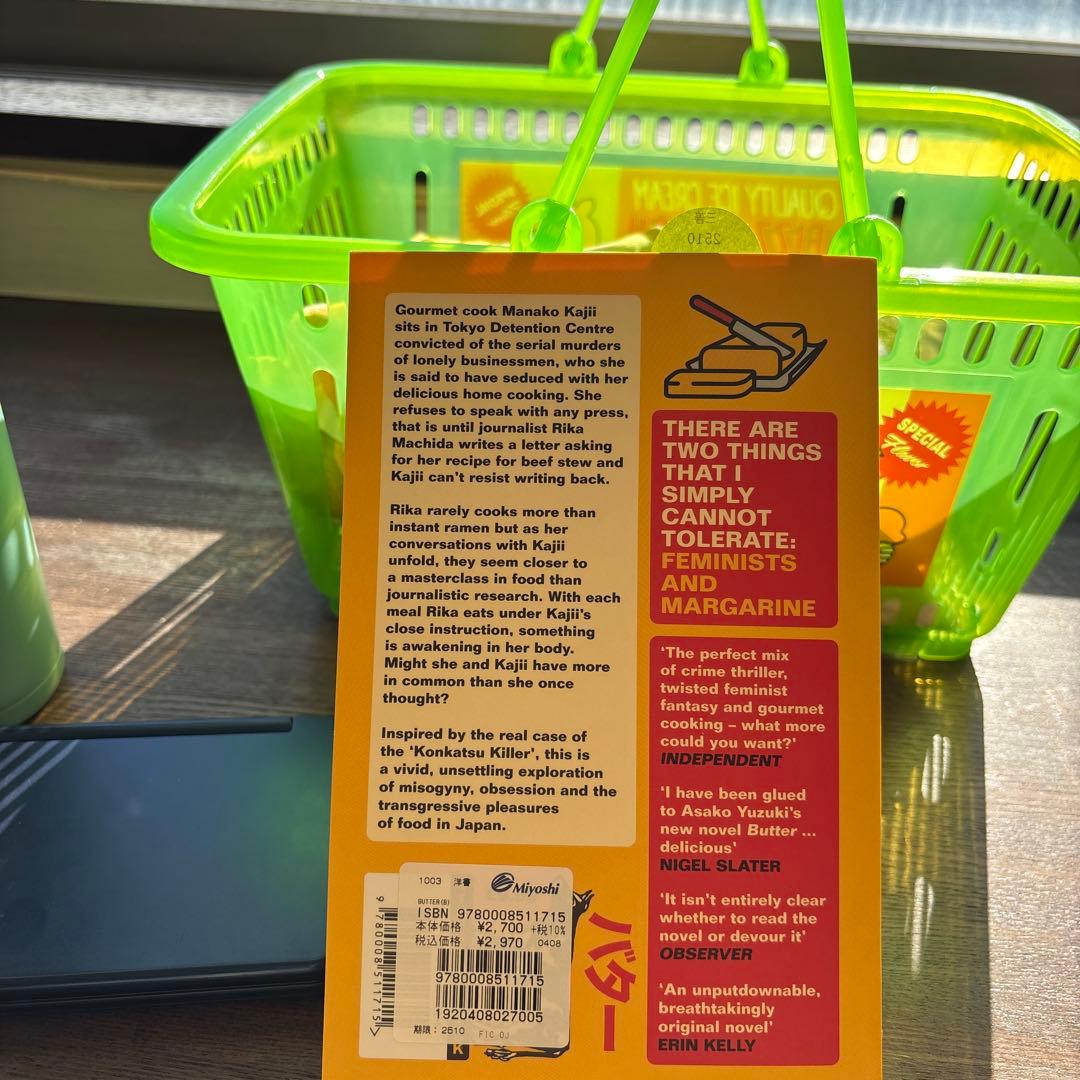 QUALITY ICE CREAM
三善
2510
SPECIAL
Flavor
Gourmet cook Manako Kajii
sits in Tokyo Detention Centre
convicted of the serial murders
of lonely businessmen, who she
is said to have seduced with her
delicious home cooking. She
refuses to speak with any press,
that is until journalist Rika
Machida writes a letter asking
for her recipe for beef stew and
Kajii can't resist writing back.
Rika rarely cooks more than
instant ramen but as her
conversations with Kajii
unfold, they seem closer to
a masterclass in food than
journalistic research. With each
meal Rika eats under Kajii's
close instruction, something
is awakening in her body.
Might she and Kajii have more
in common than she once
thought?
Inspired by the real case of
the 'Konkatsu Killer', this is
a vivid, unsettling exploration
of misogyny, obsession and the
transgressive pleasures
of food in Japan.
THERE ARE
TWO THINGS
THAT I
SIMPLY
CANNOT
TOLERATE:
FEMINISTS
AND
MARGARINE
'The perfect mix
of crime thriller,
twisted feminist
fantasy and gourmet
cooking – what more
could you want?'
INDEPENDENT
'I have been glued
to Asako Yuzuki's
new novel Butter ...
delicious'
NIGEL SLATER
'It isn't entirely clear
whether to read the
novel or devour it'
OBSERVER
'An unputdownable,
breathtakingly
original novel'
ERIN KELLY
バター
1003 洋書 Miyoshi
BUTTER(B)
ISBN 9780008511715
本体価格 ¥2,700 +税10%
税込価格 ¥2,970 0408
9780008511715
1920408027005
期限：2510 FIC OJ
9 780008 511715 >
K